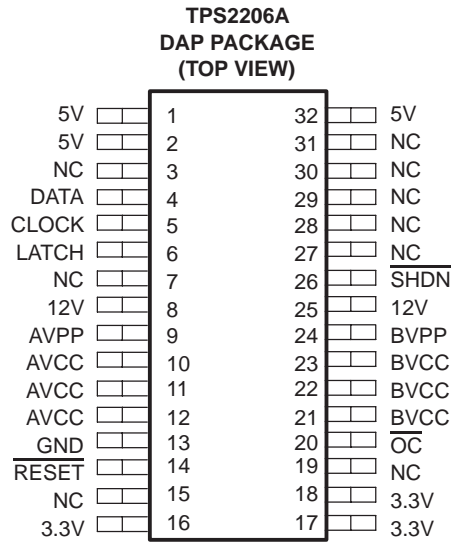 TPS2206A
DAP PACKAGE
(TOP VIEW)
5V 1 32 5V
5V 2 31 NC
NC 3 30 NC
DATA 4 29 NC
CLOCK 5 28 NC
LATCH 6 27 NC
NC 7 26 SHDN
12V 8 25 12V
AVPP 9 24 BVPP
AVCC 10 23 BVCC
AVCC 11 22 BVCC
AVCC 12 21 BVCC
GND 13 20 OC
RESET 14 19 NC
NC 15 18 3.3V
3.3V 16 17 3.3V